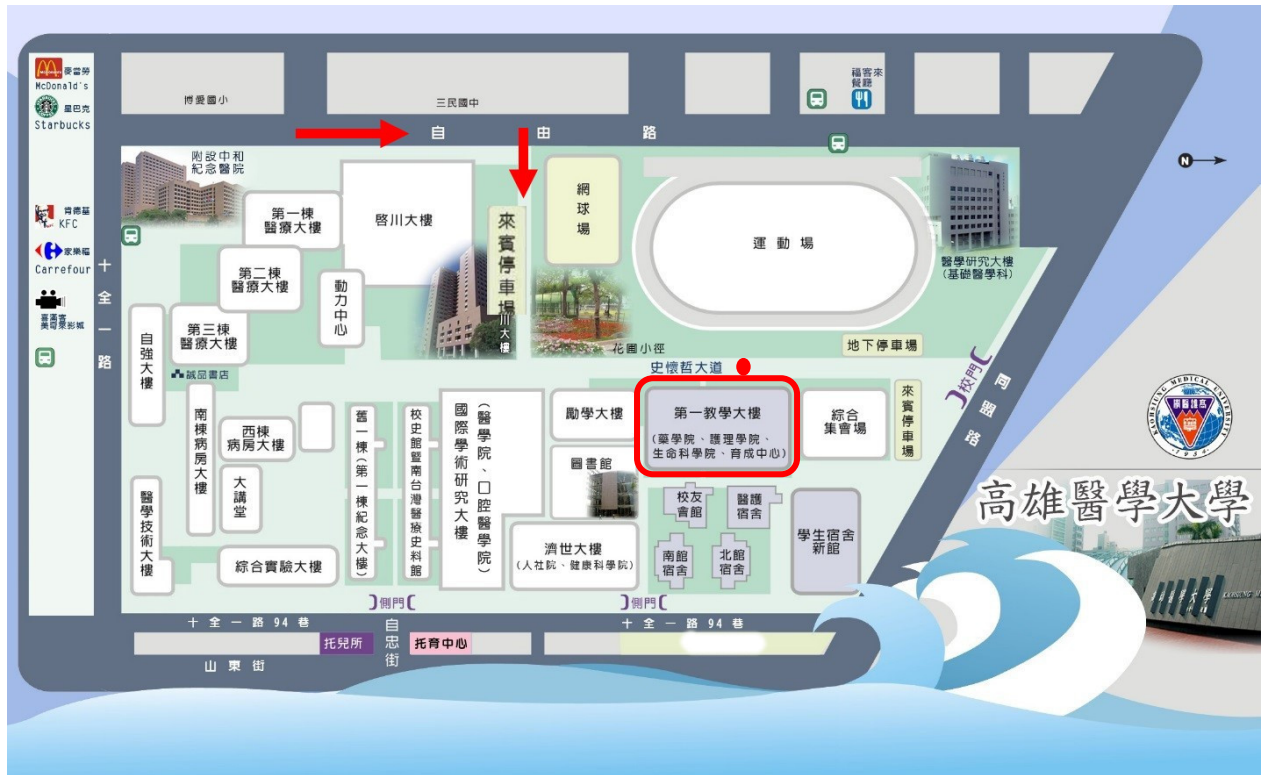 麥當勞
McDonald's
星巴克
Starbucks
肯德基
KFC
家樂福
Carrefour
喜滿客
美奇萊影城
十全一路
博愛國小
三民國中
福客來
餐廳
自由路
N
附設中和
紀念醫院
第一棟
醫療大樓
啓川大樓
來賓停車場
川大樓
網球場
運動場
醫學研究大樓
(基礎醫學科)
第二棟
醫療大樓
動力中心
第三棟
醫療大樓
自強大樓
誠品書店
花圃小徑
地下停車場
史懷哲大道
校門
同盟路
南棟病房大樓
西棟
病房大樓
大講堂
舊一棟(第一棟紀念大樓)
校史館暨南台灣醫療史料館
國際學術研究大樓
(醫學院、口腔醫學院)
勵學大樓
第一教學大樓
(藥學院、護理學院、
生命科學院、育成中心)
綜合
集會場
來賓停車場
圖書館
校友
會館
醫護
宿舍
南館
宿舍
北館
宿舍
學生宿舍
新館
醫學技術大樓
綜合實驗大樓
濟世大樓
(人社院、健康科學院)
側門
側門
十全一路94巷
十全一路94巷
自忠街
托兒所
托育中心
山東街
KAOHSIUNG MEDICAL UNIVERSITY
1954
高雄醫學大學